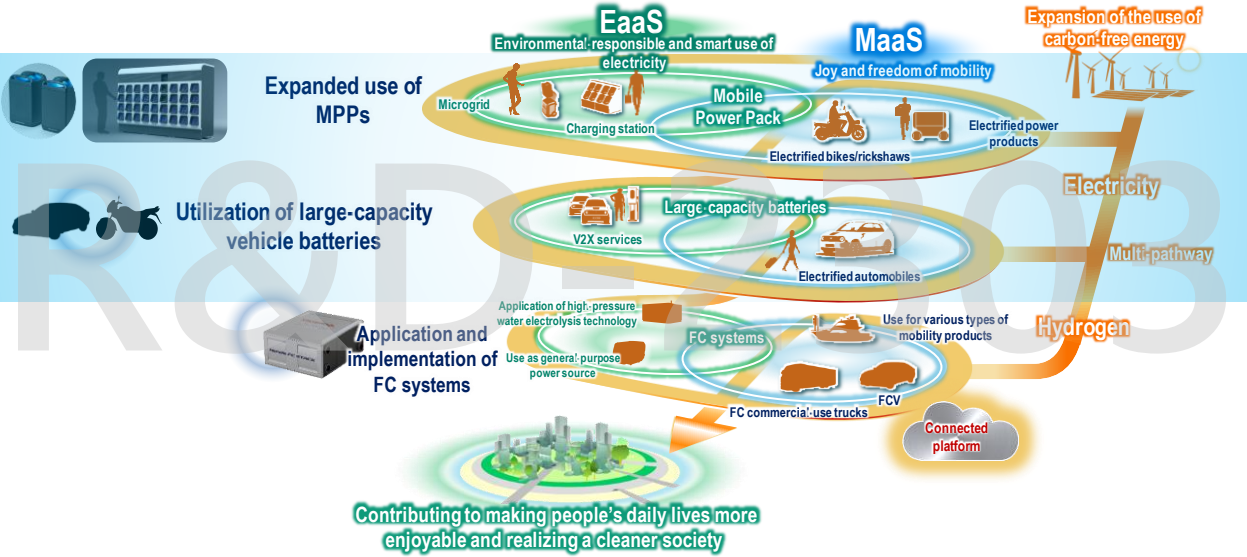 EaaS
Environmental-responsible and smart use of
electricity
MaaS
Joy and freedom of mobility
Expansion of the use of
carbon-free energy
Expanded use of
MPPs
Microgrid
Charging station
Mobile
Power Pack
Electrified bikes/rickshaws
Electrified power
products
Electricity
Utilization of large-capacity
vehicle batteries
Large-capacity batteries
V2X services
Electrified automobiles
Multi-pathway
R&D-2303
Application and
implementation of
FC systems
Application of high-pressure
water electrolysis technology
Use as general-purpose
power source
FC systems
Use for various types of
mobility products
Hydrogen
FCV
FC commercial-use trucks
Connected
platform
Contributing to making people's daily lives more
enjoyable and realizing a cleaner society